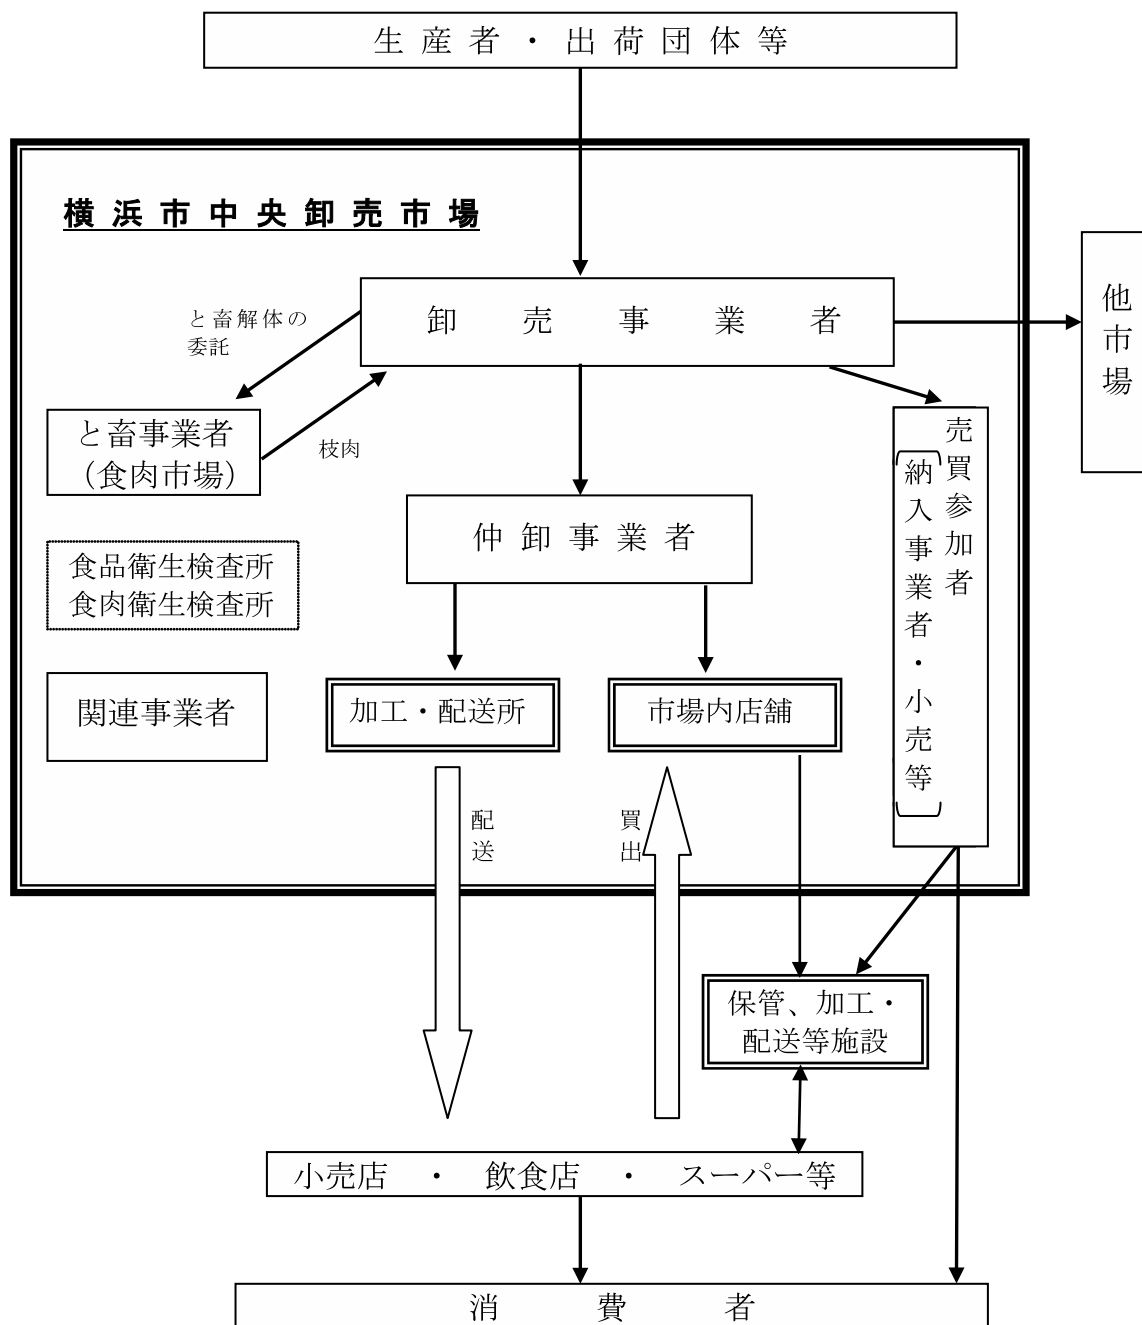 生産者・出荷団体等
横浜市中央卸売市場
卸売事業者
他市場
と畜解体の
委託
と畜事業者
（食肉市場）
枝肉
売買参加者
納入事業者・小売等
仲卸事業者
食品衛生検査所
食肉衛生検査所
関連事業者
加工・配送所
市場内店舗
配送
買出
保管、加工・
配送等施設
小売店　・　飲食店　・　スーパー等
消費者